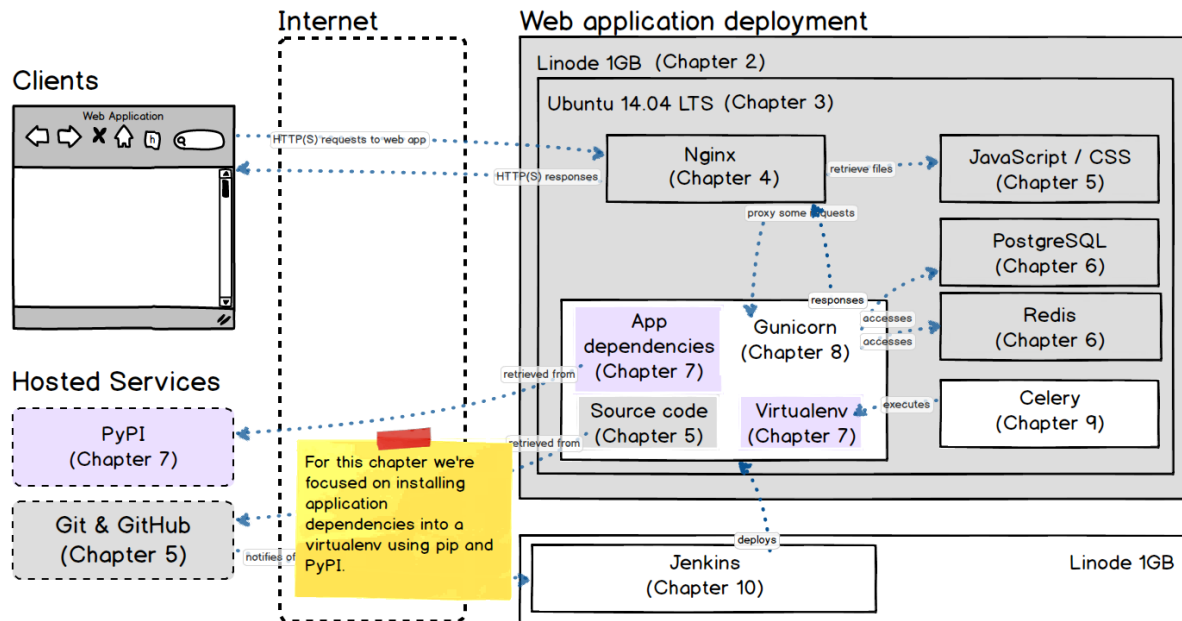 Internet
Web application deployment
Linode 1GB (Chapter 2)
Clients
Ubuntu 14.04 LTS (Chapter 3)
Web Application
h
HTTP(S) requests to web app
HTTP(S) responses
Nginx
(Chapter 4)
retrieve files
JavaScript / CSS
(Chapter 5)
proxy some requests
PostgreSQL
(Chapter 6)
responses
accesses
Redis
(Chapter 6)
accesses
App
dependencies
(Chapter 7)
Gunicorn
(Chapter 8)
retrieved from
Hosted Services
PyPI
(Chapter 7)
Source code
(Chapter 5)
Virtualenv
(Chapter 7)
executes
Celery
(Chapter 9)
retrieved from
For this chapter we're
focused on installing
application
dependencies into a
virtualenv using pip and
PyPI.
Git & GitHub
(Chapter 5)
notifies of
deploys
Jenkins
(Chapter 10)
Linode 1GB